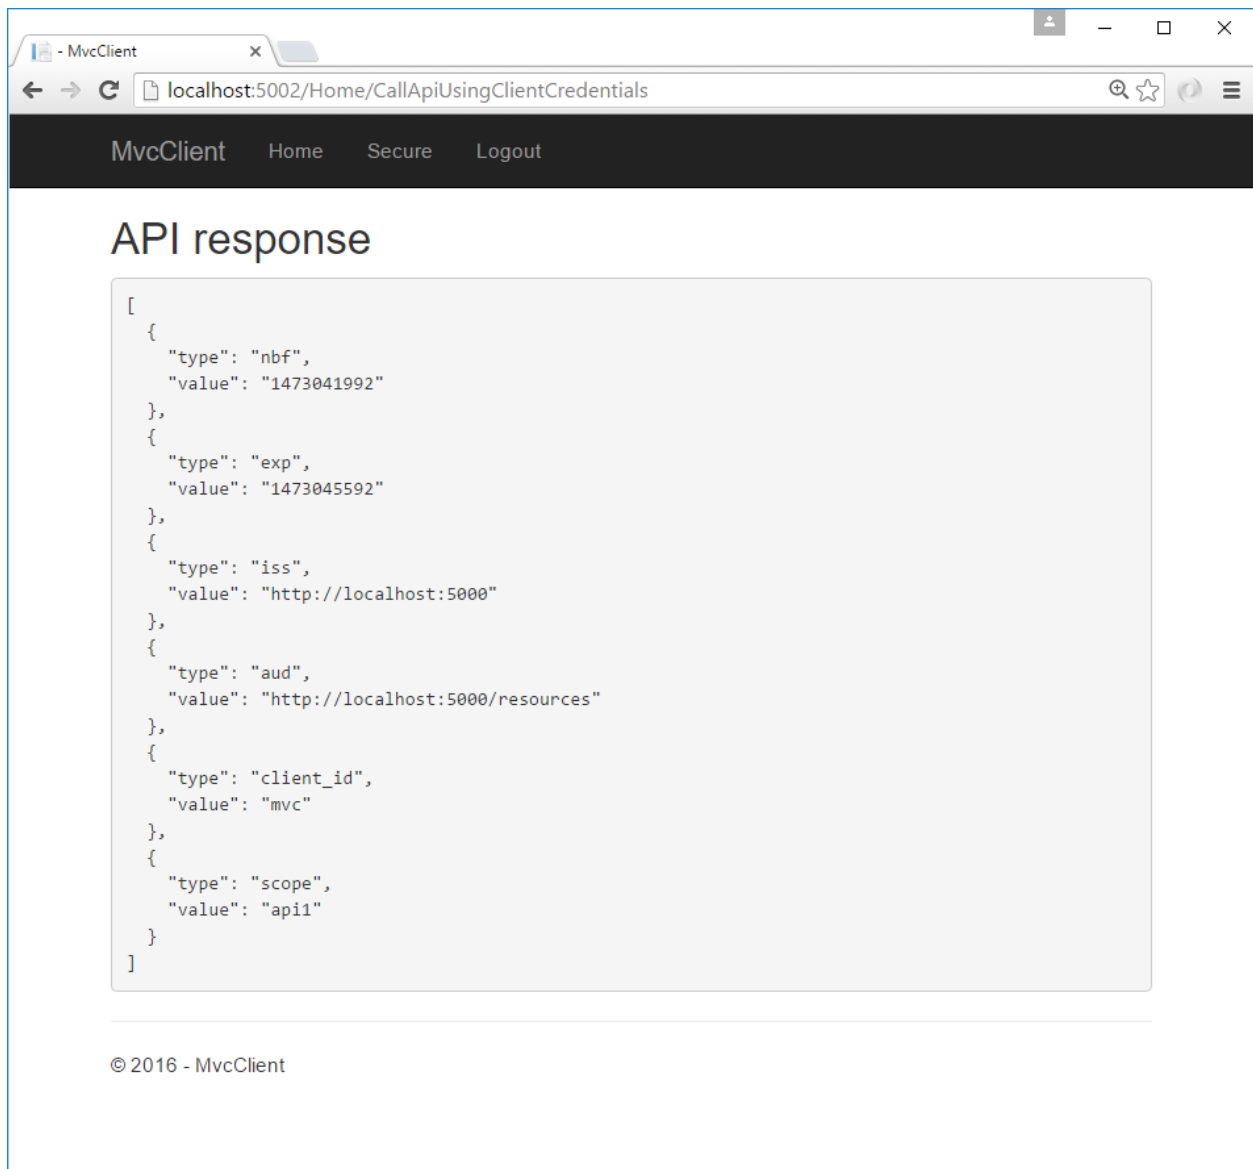 - MvcClient
localhost:5002/Home/CallApiUsingClientCredentials
MvcClient Home Secure Logout
API response
[
  {
    "type": "nbf",
    "value": "1473041992"
  },
  {
    "type": "exp",
    "value": "1473045592"
  },
  {
    "type": "iss",
    "value": "http://localhost:5000"
  },
  {
    "type": "aud",
    "value": "http://localhost:5000/resources"
  },
  {
    "type": "client_id",
    "value": "mvc"
  },
  {
    "type": "scope",
    "value": "api1"
  }
]
© 2016 - MvcClient